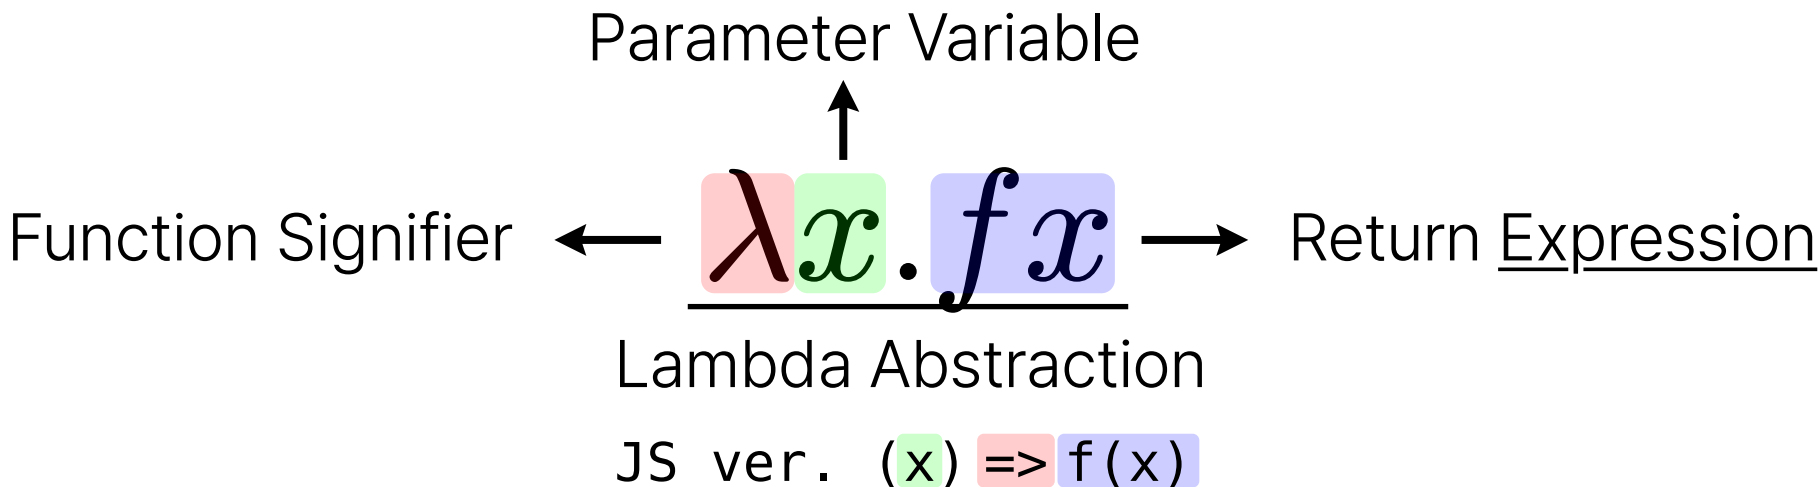 Parameter Variable
Function Signifier
λx.fx
Return Expression
Lambda Abstraction
JS ver. (x) => f(x)